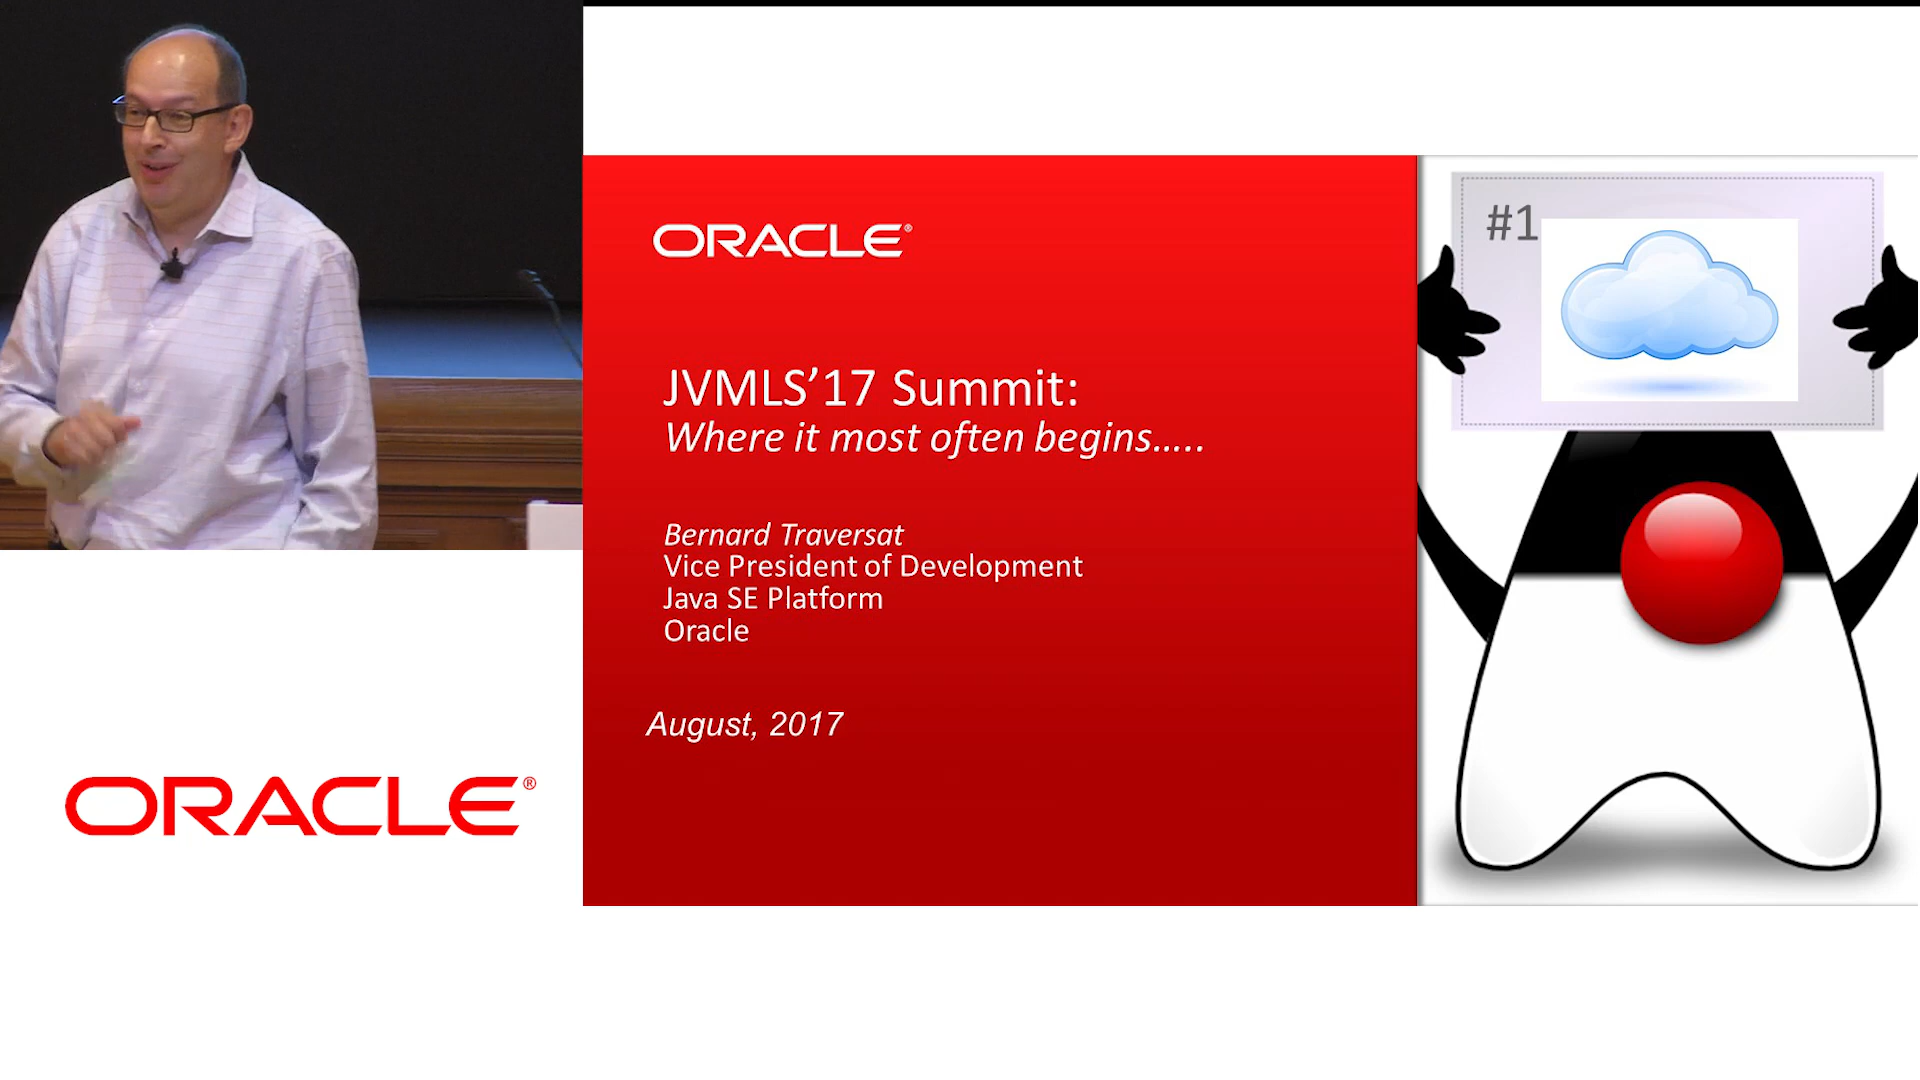 ORACLE®
JVMLS’17 Summit:
Where it most often begins…..
Bernard Traversat
Vice President of Development
Java SE Platform
Oracle
August, 2017
#1
ORACLE®